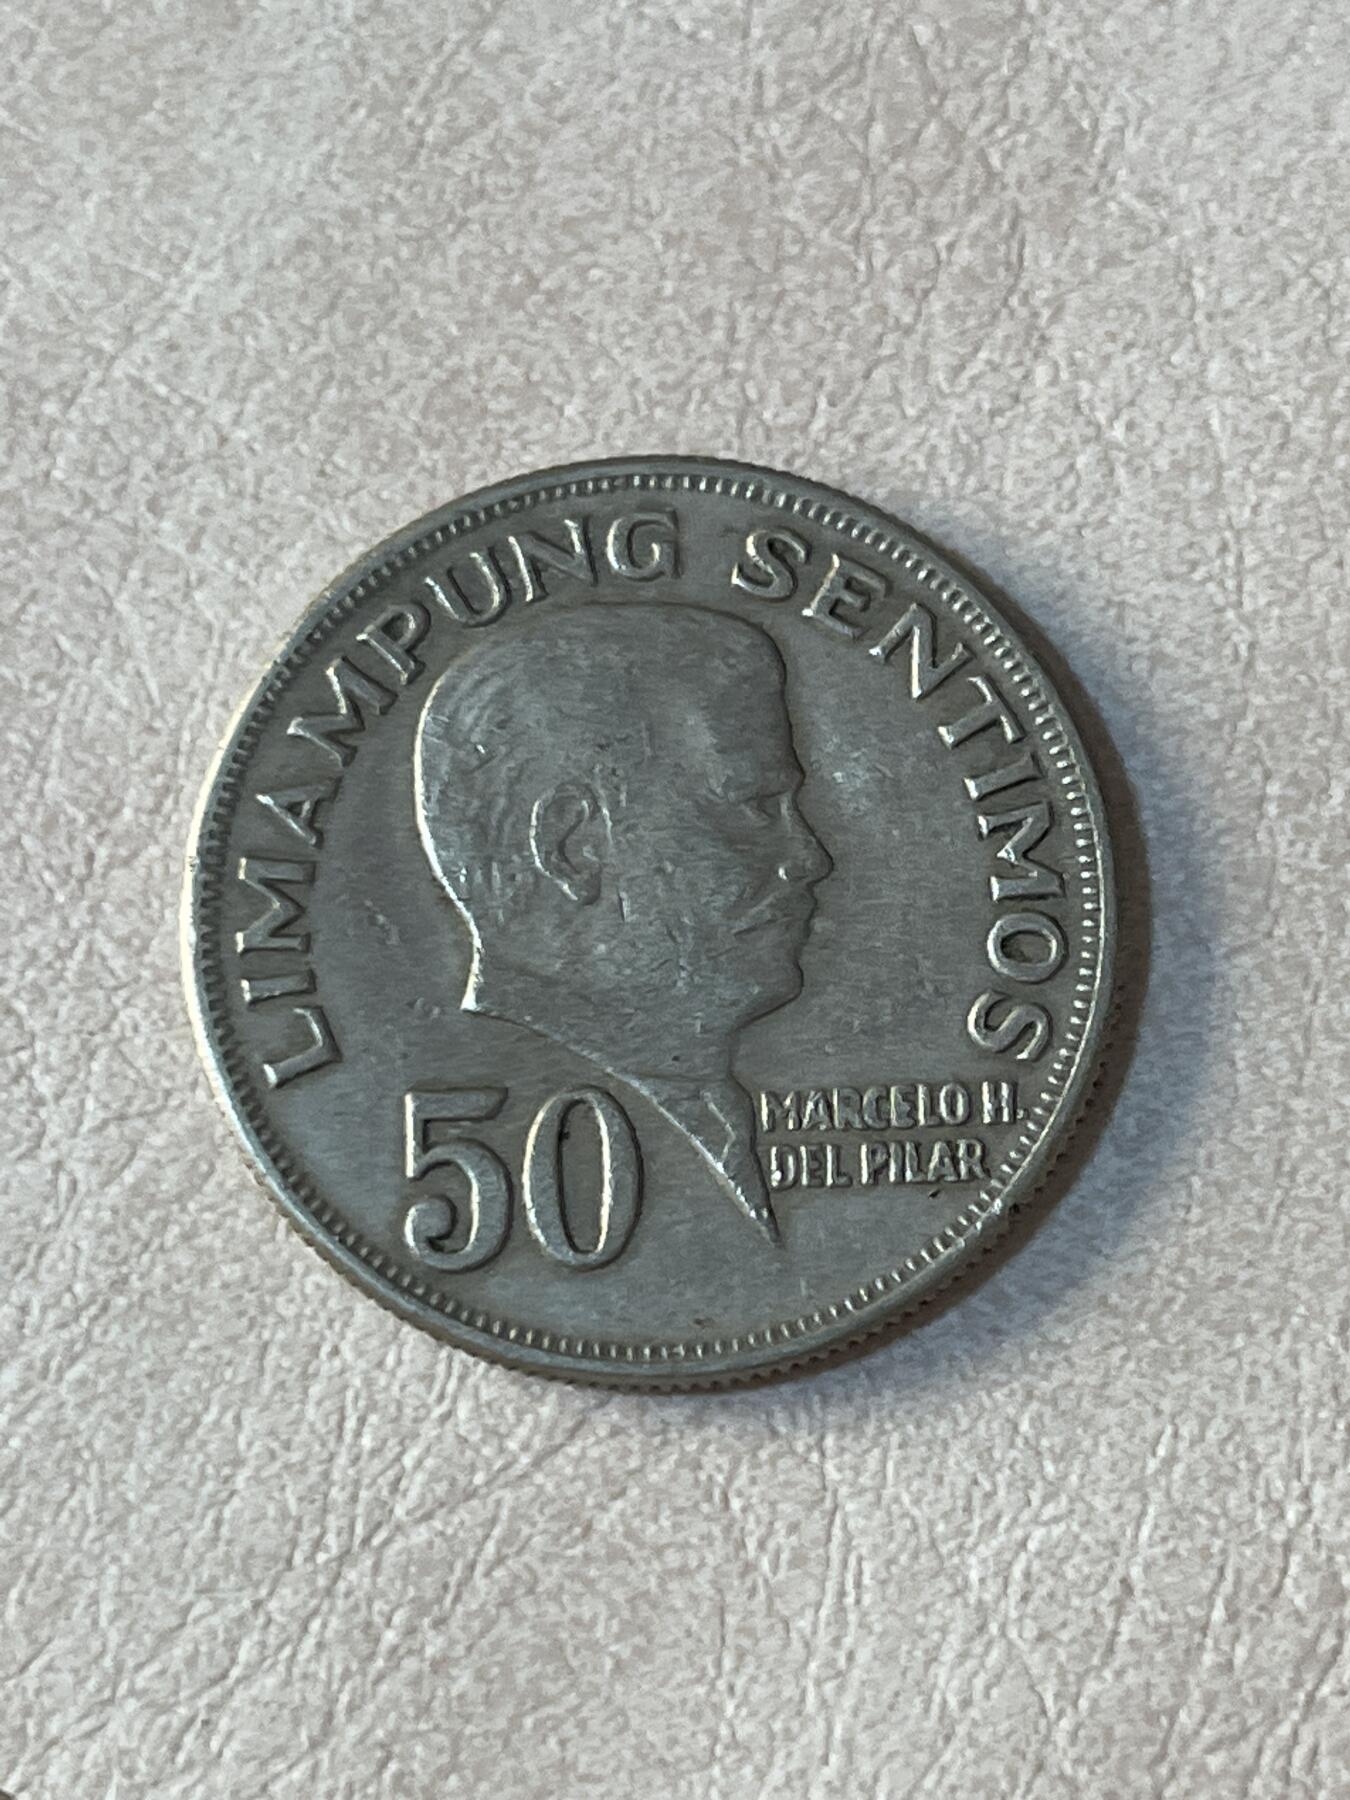 LIMAMPUNG SENTIMOS
50
MARCELO H.
DEL PILAR